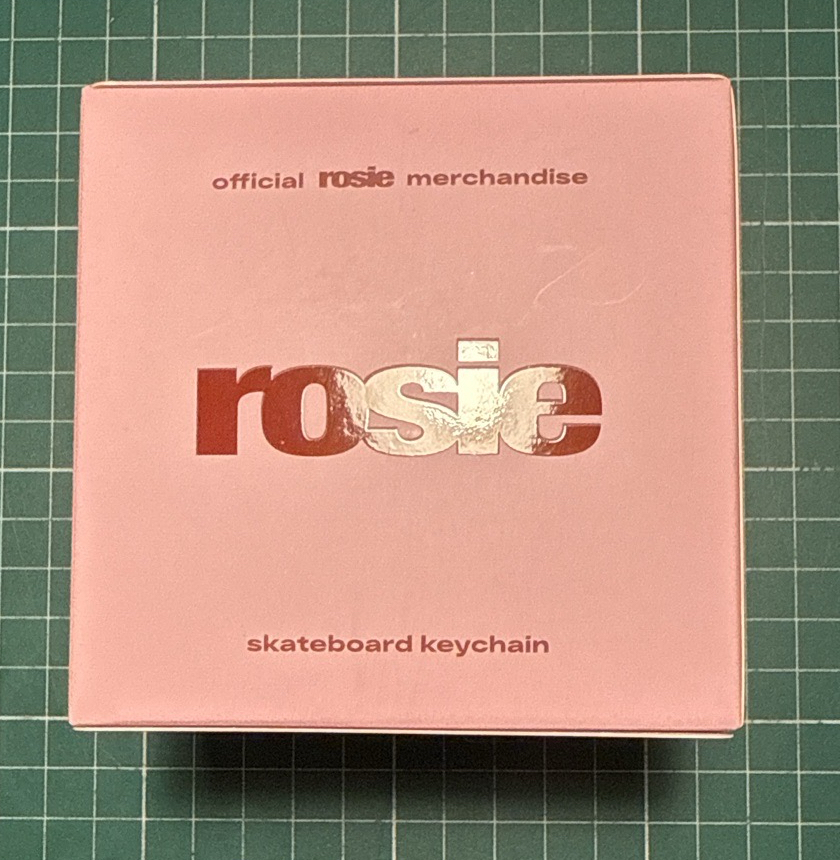 official rosie merchandise
rosie
skateboard keychain